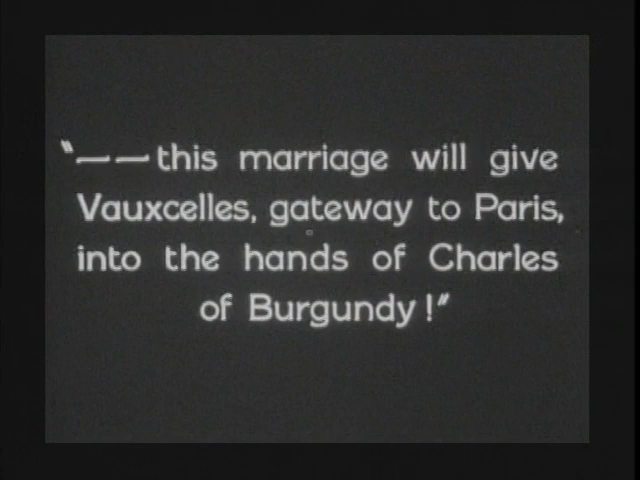 "——this marriage will give
Vauxcelles, gateway to Paris,
into the hands of Charles
of Burgundy!"